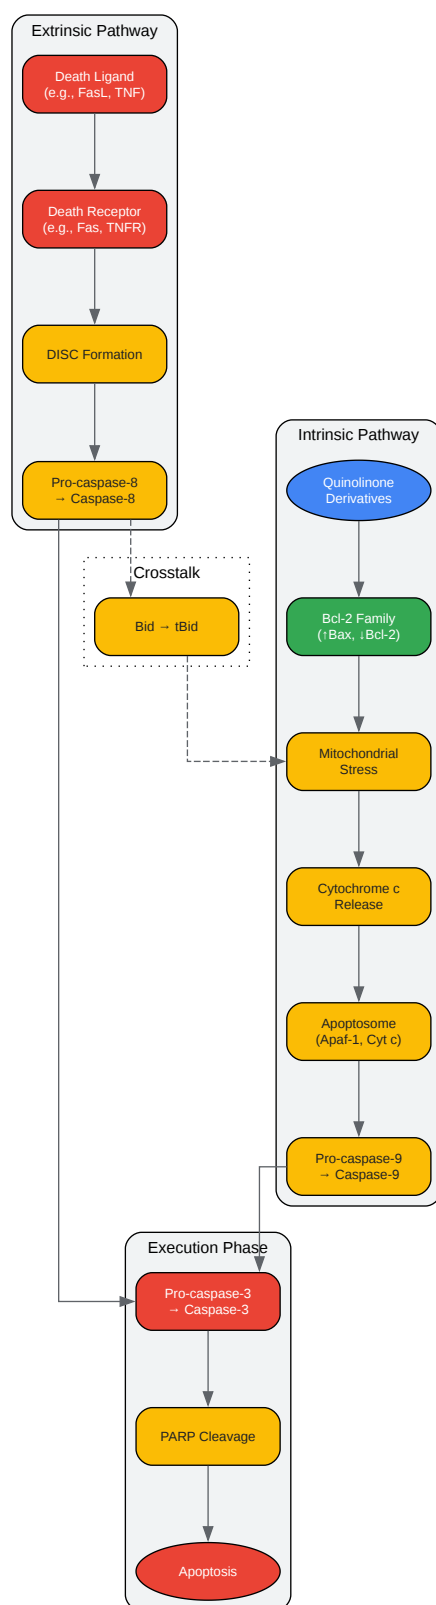 Extrinsic Pathway
Death Ligand
(e.g., FasL, TNF)
Death Receptor
(e.g., Fas, TNFR)
DISC Formation
Pro-caspase-8
→ Caspase-8
Crosstalk
Bid → tBid
Intrinsic Pathway
Quinolinone
Derivatives
Bcl-2 Family
(↑Bax, ↓Bcl-2)
Mitochondrial
Stress
Cytochrome c
Release
Apoptosome
(Apaf-1, Cyt c)
Pro-caspase-9
→ Caspase-9
Execution Phase
Pro-caspase-3
→ Caspase-3
PARP Cleavage
Apoptosis